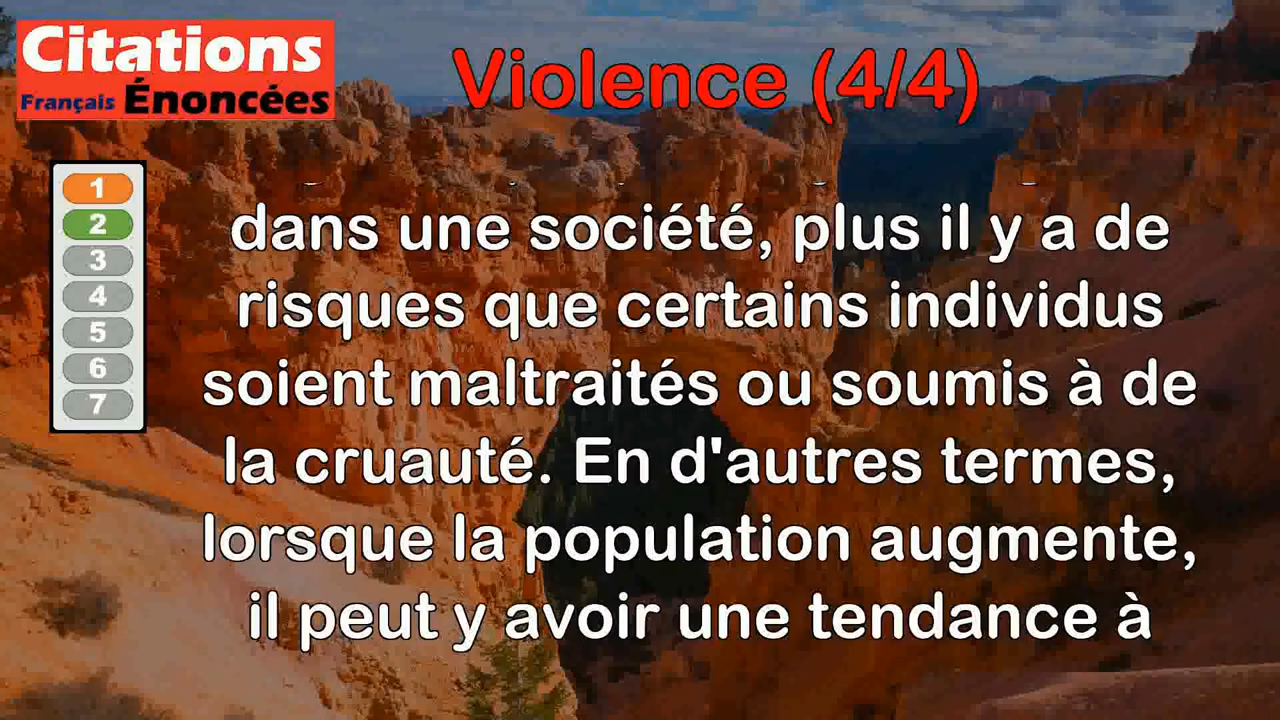 Citations
Français Énoncées
Violence (4/4)
1
2
3
4
5
6
7
dans une société, plus il y a de
risques que certains individus
soient maltraités ou soumis à de
la cruauté. En d'autres termes,
lorsque la population augmente,
il peut y avoir une tendance à